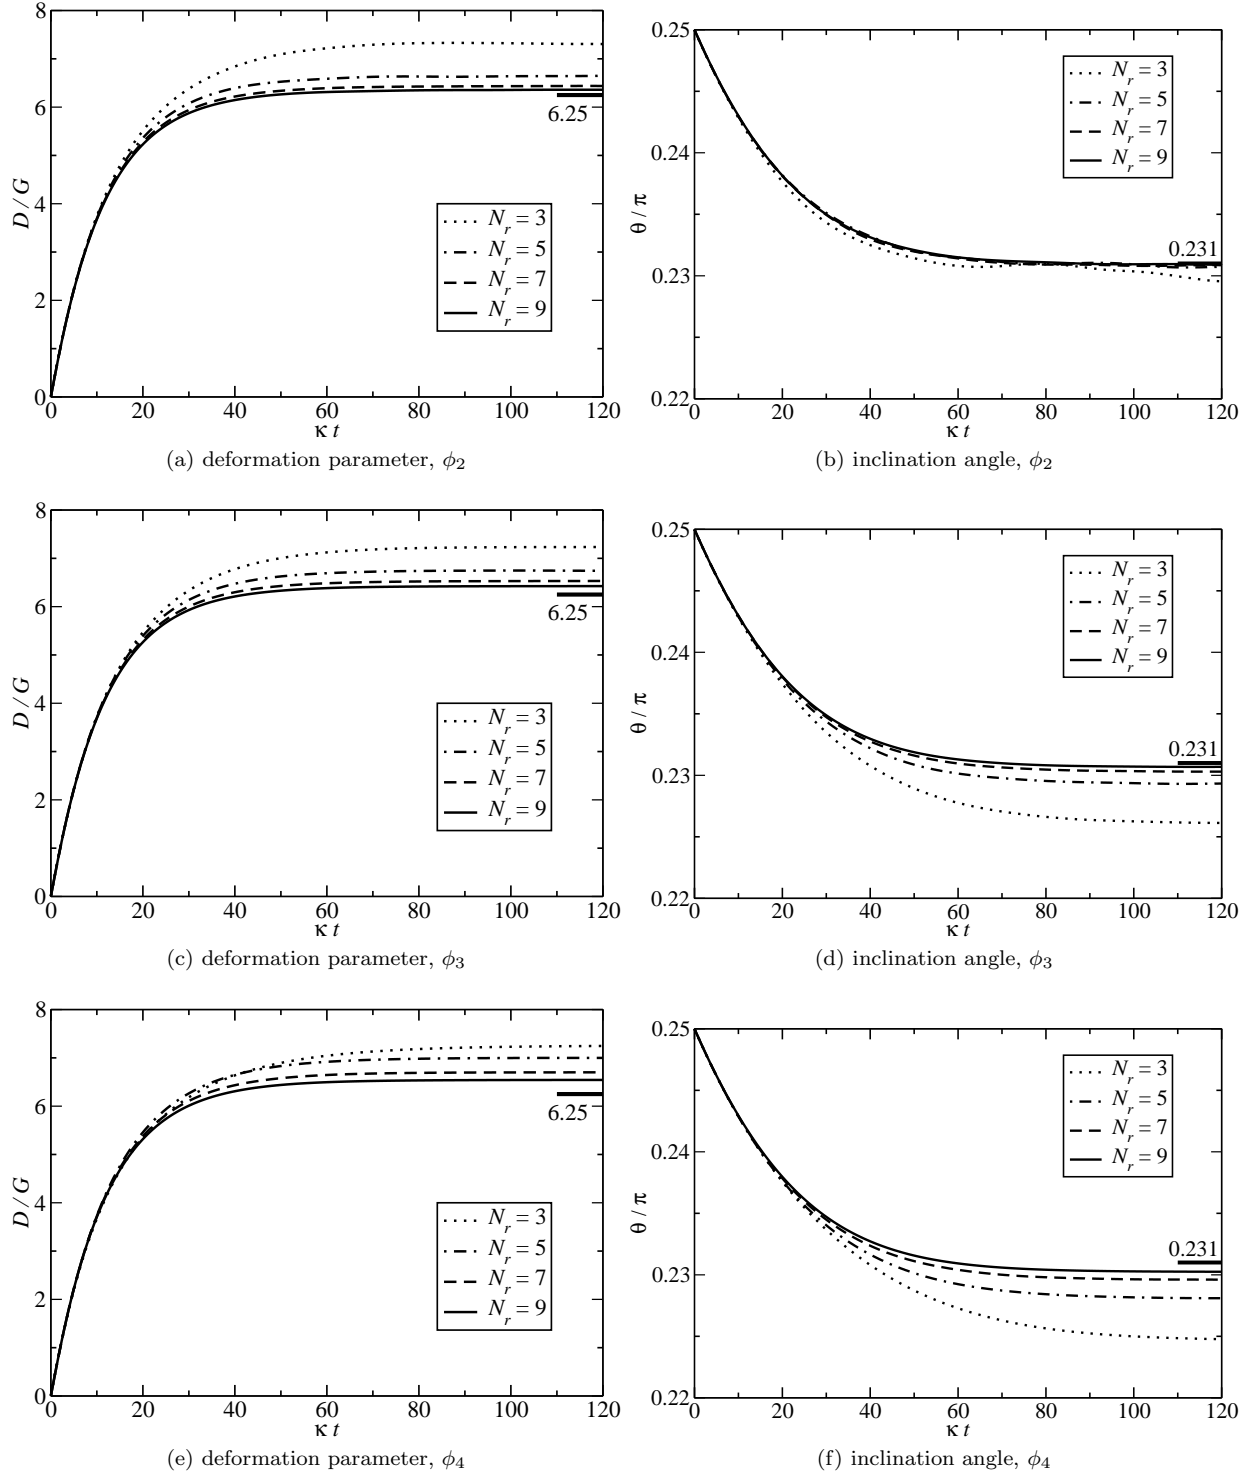 8
6
4
2
0
D / G
6.25
N_r = 3
N_r = 5
N_r = 7
N_r = 9
0 20 40 60 80 100 120
κ t
(a) deformation parameter, ϕ_2
0.25
0.24
0.23
0.22
θ / π
0.231
N_r = 3
N_r = 5
N_r = 7
N_r = 9
0 20 40 60 80 100 120
κ t
(b) inclination angle, ϕ_2
8
6
4
2
0
D / G
6.25
N_r = 3
N_r = 5
N_r = 7
N_r = 9
0 20 40 60 80 100 120
κ t
(c) deformation parameter, ϕ_3
0.25
0.24
0.23
0.22
θ / π
0.231
N_r = 3
N_r = 5
N_r = 7
N_r = 9
0 20 40 60 80 100 120
κ t
(d) inclination angle, ϕ_3
8
6
4
2
0
D / G
6.25
N_r = 3
N_r = 5
N_r = 7
N_r = 9
0 20 40 60 80 100 120
κ t
(e) deformation parameter, ϕ_4
0.25
0.24
0.23
0.22
θ / π
0.231
N_r = 3
N_r = 5
N_r = 7
N_r = 9
0 20 40 60 80 100 120
κ t
(f) inclination angle, ϕ_4